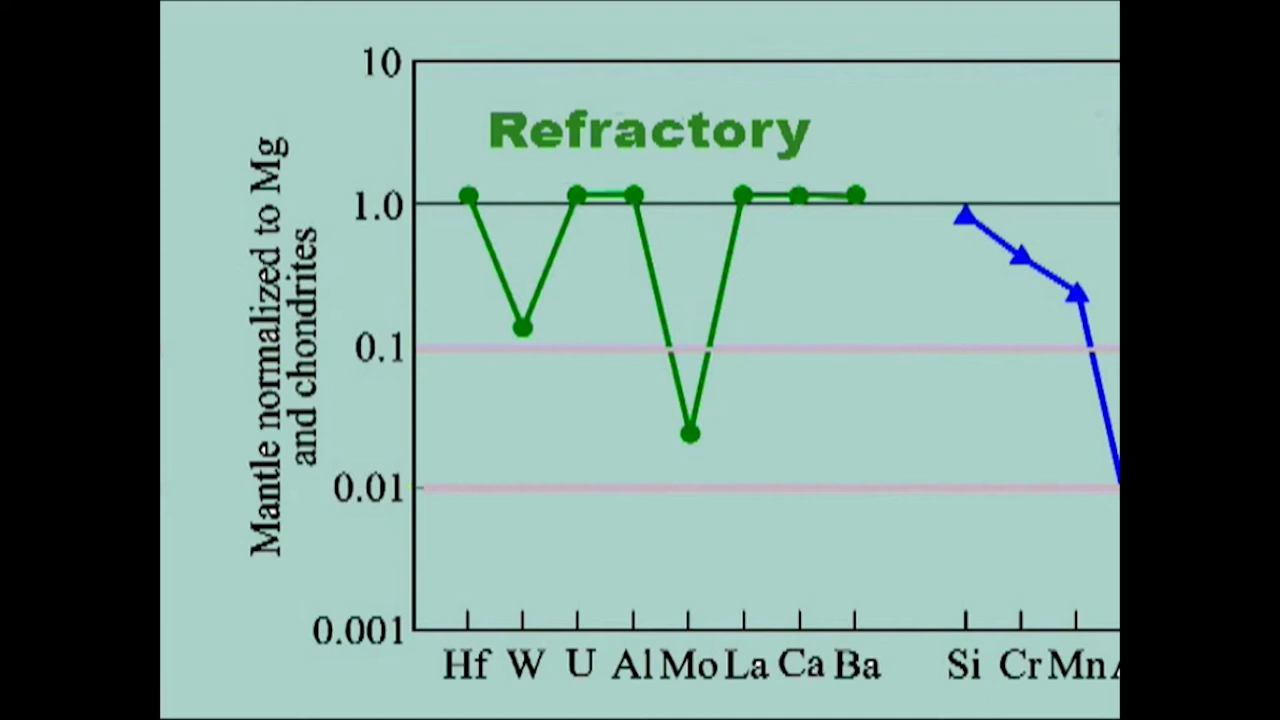 Refractory
10
1.0
0.1
0.01
0.001
Mantle normalized to Mg
and chondrites
Hf W U Al Mo La Ca Ba Si Cr Mn